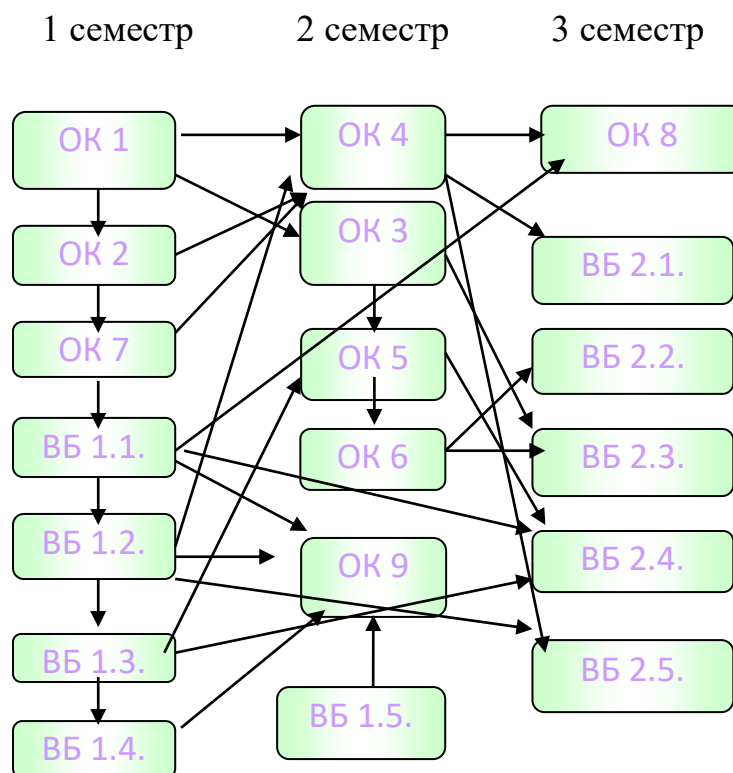 1 семестр 2 семестр 3 семестр
ОК 1 ОК 4 ОК 8
ОК 2 ОК 3 ВБ 2.1.
ОК 7 ОК 5 ВБ 2.2.
ВБ 1.1. ОК 6 ВБ 2.3.
ВБ 1.2. ОК 9 ВБ 2.4.
ВБ 1.3. ВБ 2.5.
ВБ 1.4. ВБ 1.5.